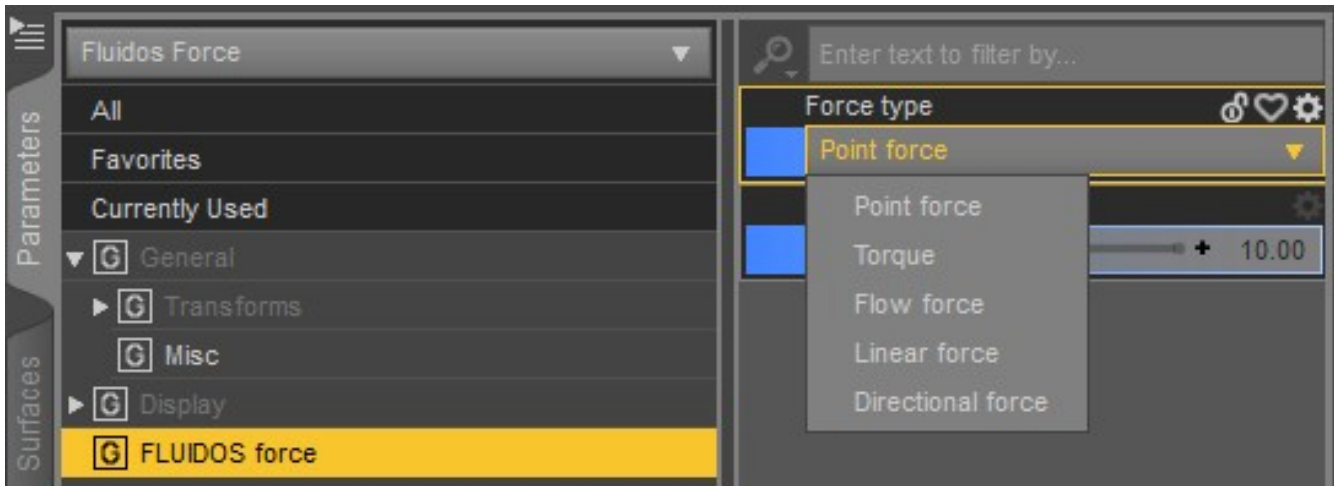 Parameters
Surfaces
Fluidos Force
All
Favorites
Currently Used
G General
G Transforms
G Misc
G Display
G FLUIDOS force
Enter text to filter by...
Force type
Point force
Point force
Torque
Flow force
Linear force
Directional force
+ 10.00